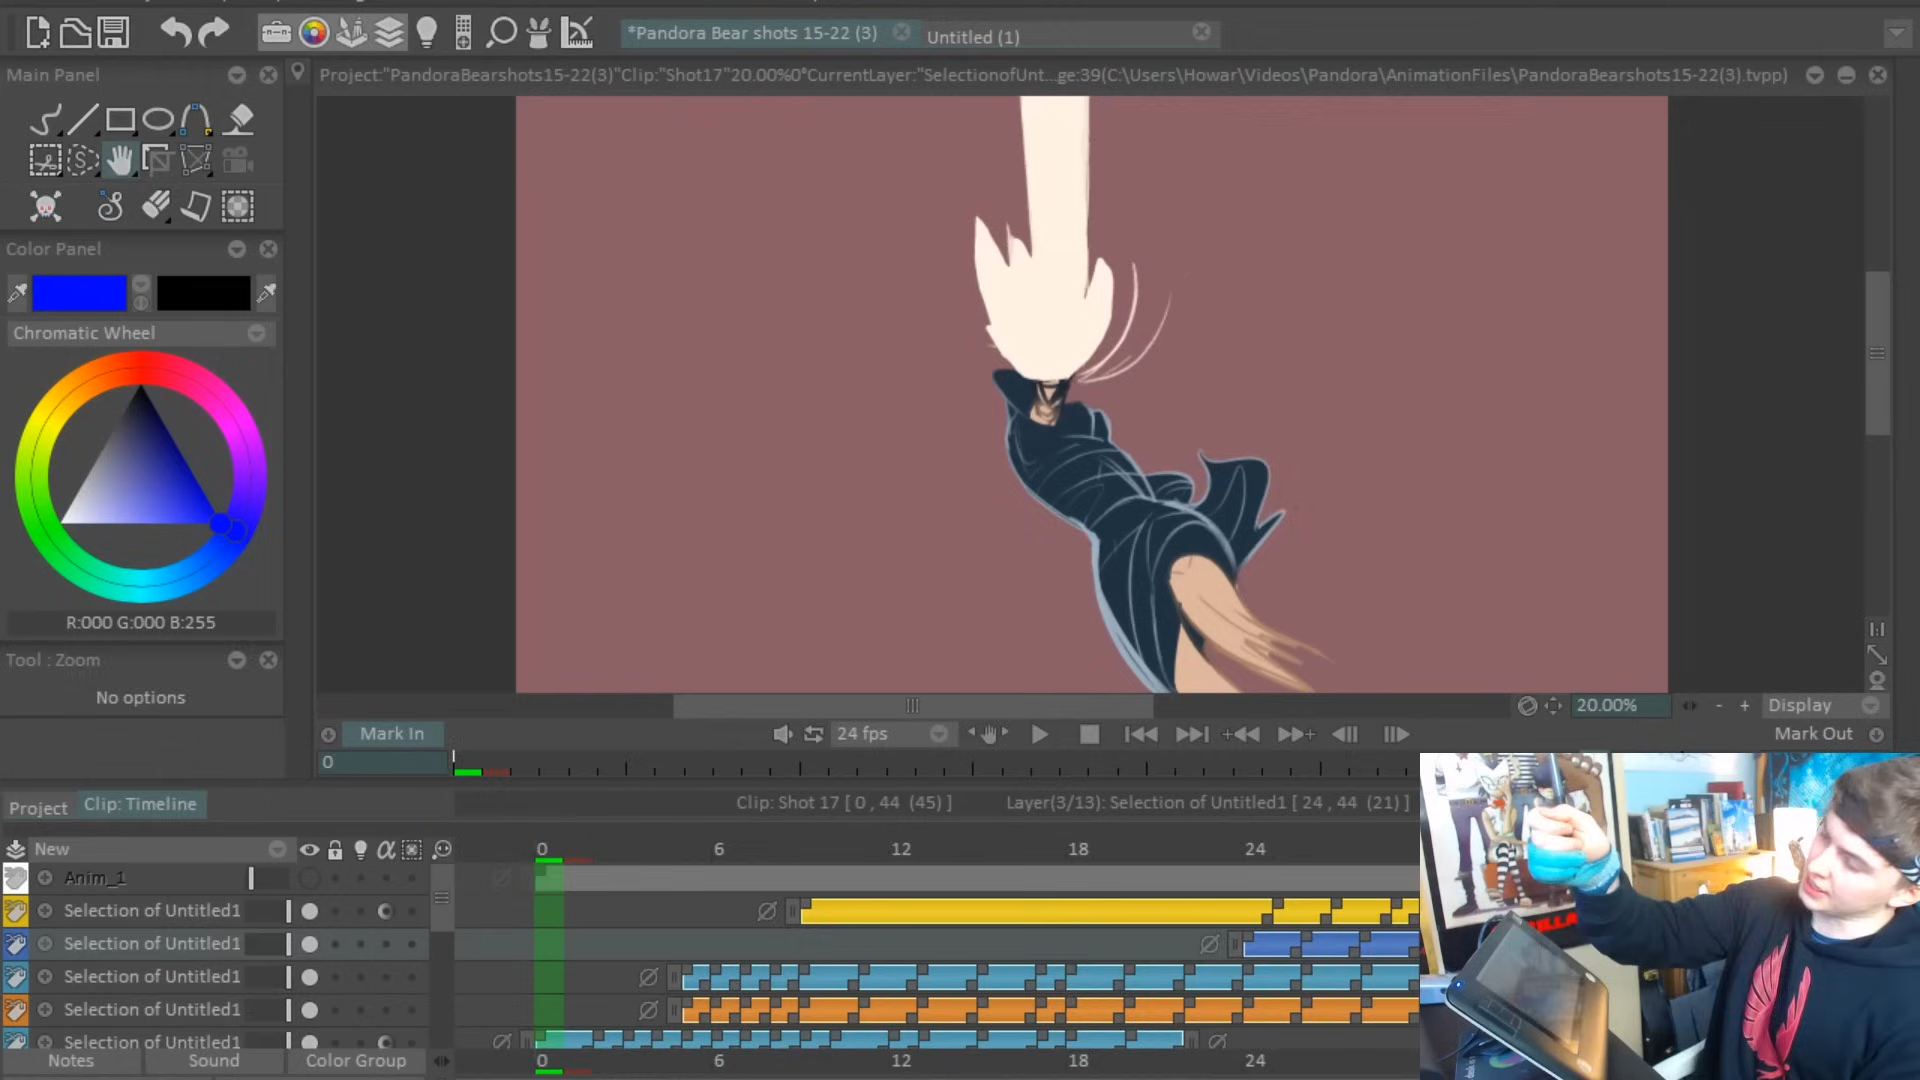 *Pandora Bear shots 15-22 (3)
Untitled (1)
Main Panel
Project:"PandoraBearshots15-22(3)"Clip:"Shot17"20.00%0°CurrentLayer:"SelectionofUnt...ge:39(C:\Users\Howar\Videos\Pandora\AnimationFiles\PandoraBearshots15-22(3).tvpp)
Color Panel
Chromatic Wheel
R:000 G:000 B:255
Tool : Zoom
No options
20.00%
Display
Mark In
24 fps
Mark Out
0
Project
Clip: Timeline
Clip: Shot 17 [ 0 , 44 (45) ]
Layer(3/13): Selection of Untitled1 [ 24 , 44 (21) ]
New
0 6 12 18 24
Anim_1
Selection of Untitled1
Selection of Untitled1
Selection of Untitled1
Selection of Untitled1
Selection of Untitled1
Notes
Sound
Color Group
0 6 12 18 24